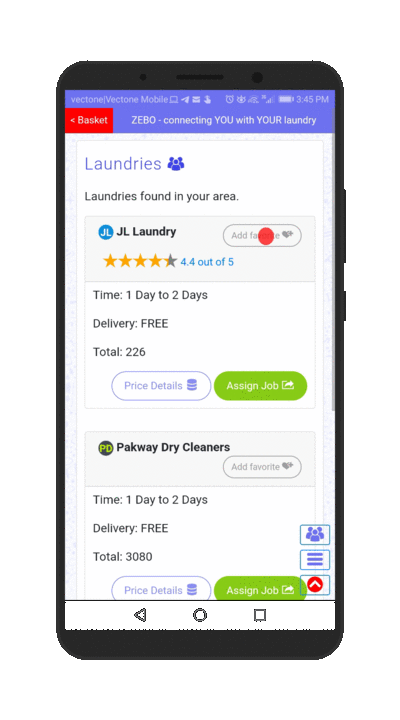 vectone|Vectone Mobile 3:45 PM
< Basket ZEBO - connecting YOU with YOUR laundry
Laundries
Laundries found in your area.
JL JL Laundry
Add favorite
4.4 out of 5
Time: 1 Day to 2 Days
Delivery: FREE
Total: 226
Price Details Assign Job
PD Pakway Dry Cleaners
Add favorite
Time: 1 Day to 2 Days
Delivery: FREE
Total: 3080
Price Details Assign Job